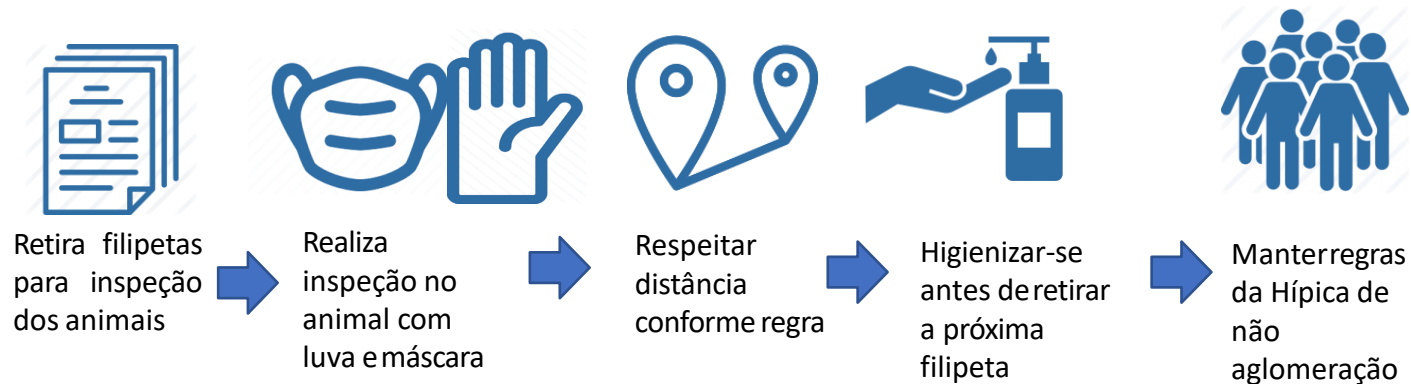 Retira filipetas
para inspeção
dos animais
Realiza
inspeção no
animal com
luva e máscara
Respeitar
distância
conforme regra
Higienizar-se
antes de retirar
a próxima
filipeta
Manter regras
da Hípica de
não
aglomeração